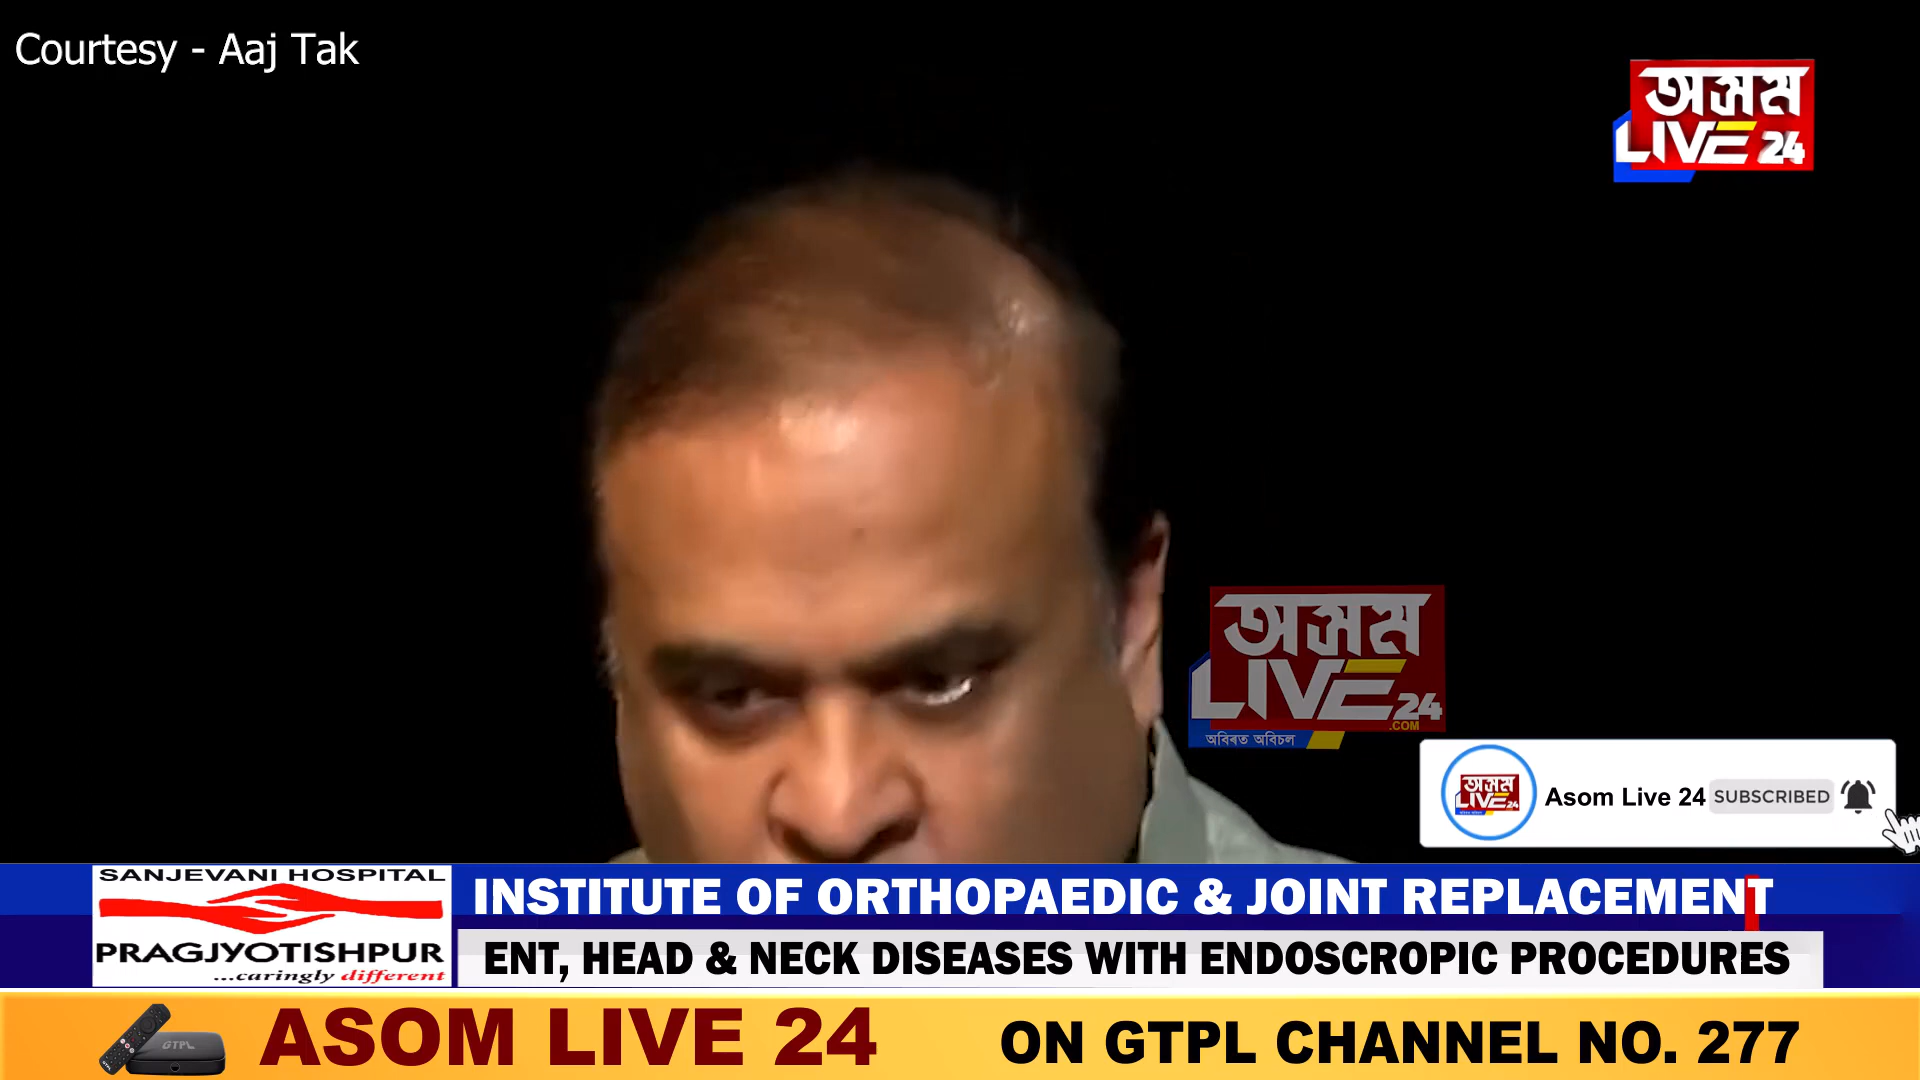 Courtesy - Aaj Tak
অসম
LIVE 24
অসম
LIVE 24
.COM
অবিৰত অবিচল
অসম
LIVE 24
Asom Live 24 SUBSCRIBED
SANJEVANI HOSPITAL
PRAGJYOTISHPUR
...caringly different
INSTITUTE OF ORTHOPAEDIC & JOINT REPLACEMENT
ENT, HEAD & NECK DISEASES WITH ENDOSCROPIC PROCEDURES
GTPL
ASOM LIVE 24
ON GTPL CHANNEL NO. 277